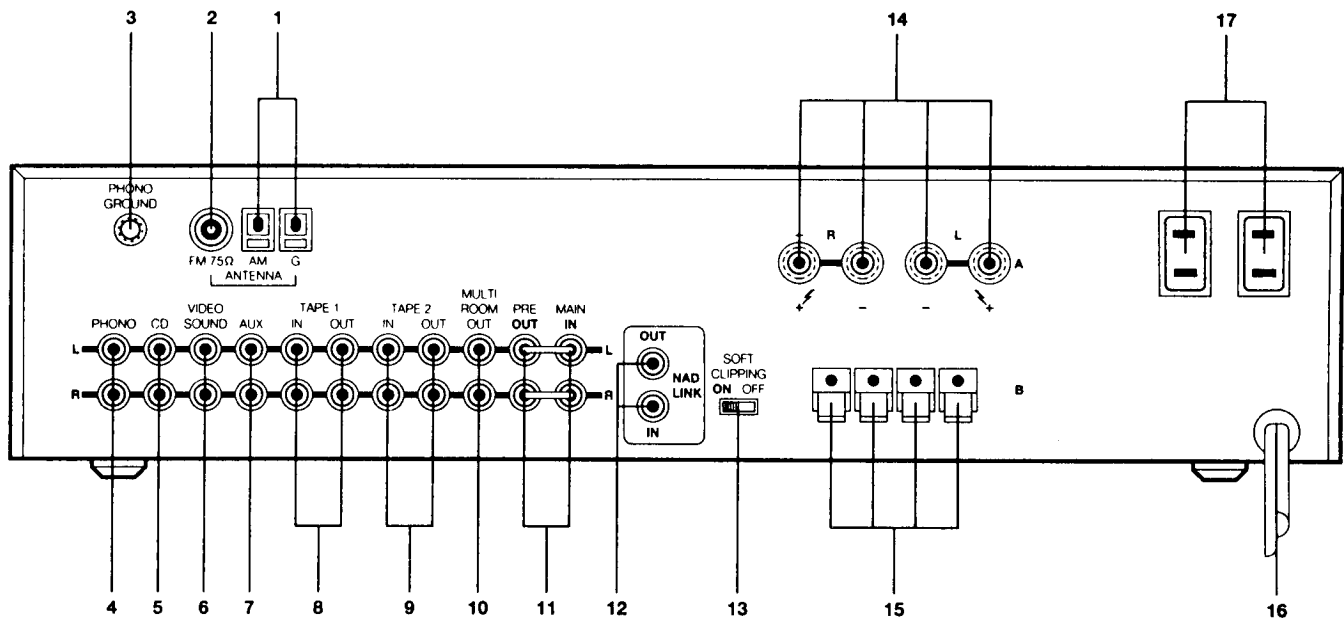 3 2 1 14 17
PHONO
GROUND
FM 75Ω AM G
ANTENNA
- R L A
+ - - +
VIDEO
SOUND
TAPE 1
TAPE 2
MULTI
ROOM
OUT
PRE
OUT
MAIN
IN
PHONO CD AUX IN OUT IN OUT
L L
R R
OUT
NAD
LINK
IN
SOFT
CLIPPING
ON OFF
B
4 5 6 7 8 9 10 11 12 13 15 16